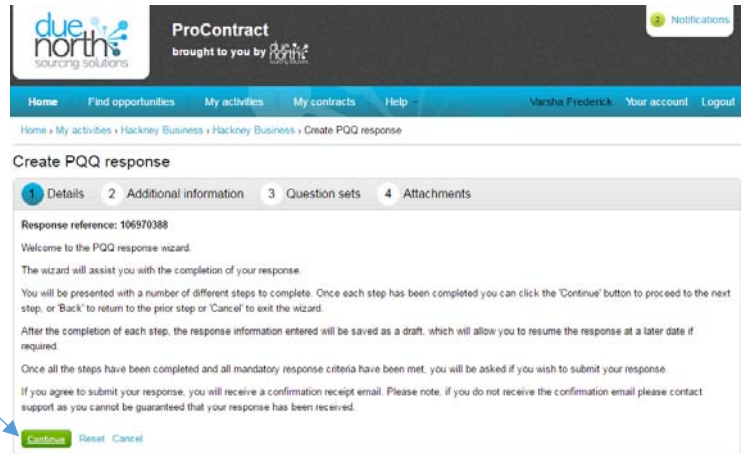 due north
sourcing solutions
ProContract
brought to you by due north
2 Notifications
Home Find opportunities My activities My contracts Help
Varsha Frederick Your account Logout
Home › My activities › Hackney Business › Hackney Business › Create PQQ response
Create PQQ response
1 Details 2 Additional information 3 Question sets 4 Attachments
Response reference: 106970388
Welcome to the PQQ response wizard.
The wizard will assist you with the completion of your response.
You will be presented with a number of different steps to complete. Once each step has been completed you can click the 'Continue' button to proceed to the next
step, or 'Back' to return to the prior step or 'Cancel' to exit the wizard.
After the completion of each step, the response information entered will be saved as a draft, which will allow you to resume the response at a later date if
required.
Once all the steps have been completed and all mandatory response criteria have been met, you will be asked if you wish to submit your response.
If you agree to submit your response, you will receive a confirmation receipt email. Please note, if you do not receive the confirmation email please contact
support as you cannot be guaranteed that your response has been received.
Continue Reset Cancel